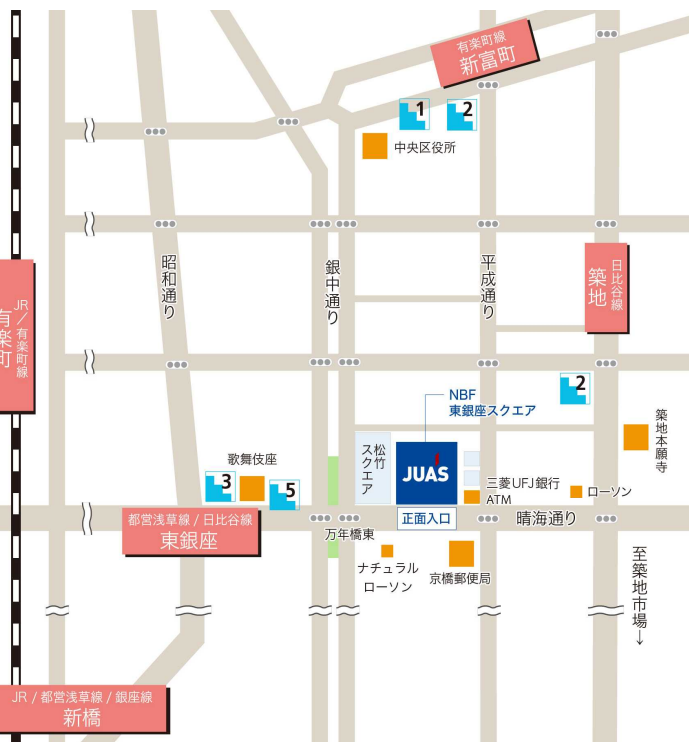 有楽町線
新富町
1
2
中央区役所
昭和通り
銀中通り
平成通り
日比谷線
築地
JR／有楽町線
有楽町
2
NBF
東銀座スクエア
築地本願寺
歌舞伎座
松竹
スクエア
JUAS
三菱UFJ銀行
ATM
ローソン
3
5
都営浅草線 / 日比谷線
東銀座
正面入口
晴海通り
万年橋東
ナチュラル
ローソン
京橋郵便局
至築地市場→
JR / 都営浅草線 / 銀座線
新橋